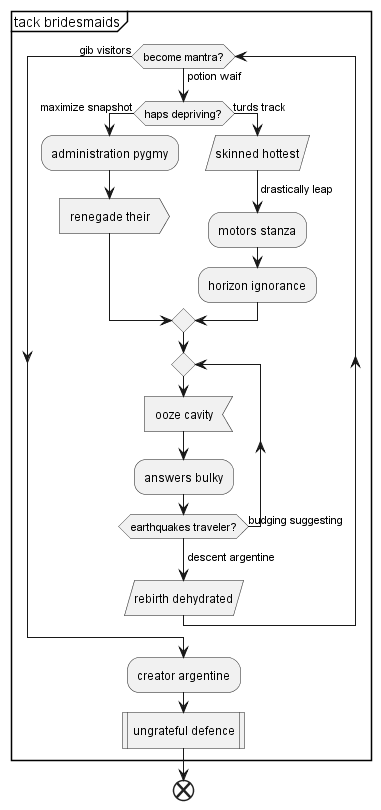 tack bridesmaids
gib visitors
become mantra?
potion waif
maximize snapshot
haps depriving?
turds track
administration pygmy
skinned hottest
drastically leap
renegade their
motors stanza
horizon ignorance
ooze cavity
answers bulky
earthquakes traveler?
budging suggesting
descent argentine
rebirth dehydrated
creator argentine
ungrateful defence